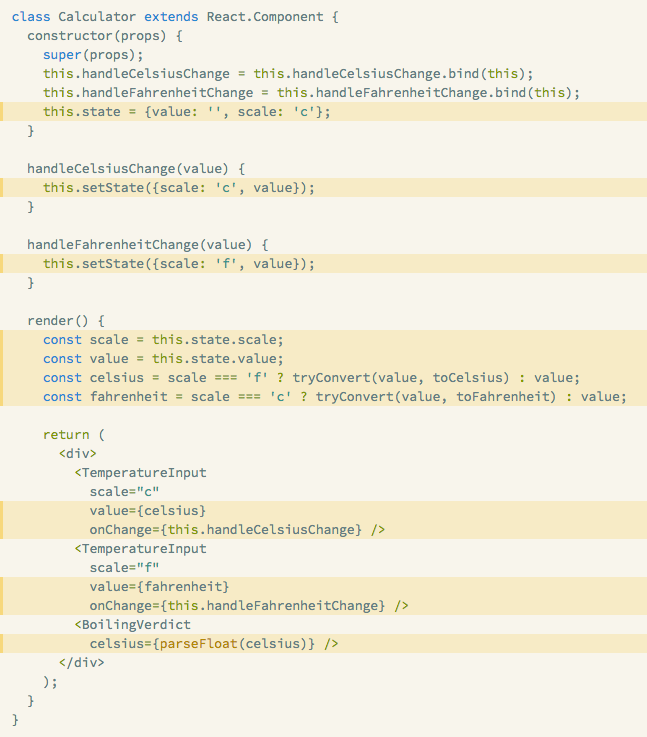 class Calculator extends React.Component {
  constructor(props) {
    super(props);
    this.handleCelsiusChange = this.handleCelsiusChange.bind(this);
    this.handleFahrenheitChange = this.handleFahrenheitChange.bind(this);
    this.state = {value: '', scale: 'c'};
  }

  handleCelsiusChange(value) {
    this.setState({scale: 'c', value});
  }

  handleFahrenheitChange(value) {
    this.setState({scale: 'f', value});
  }

  render() {
    const scale = this.state.scale;
    const value = this.state.value;
    const celsius = scale === 'f' ? tryConvert(value, toCelsius) : value;
    const fahrenheit = scale === 'c' ? tryConvert(value, toFahrenheit) : value;

    return (
      <div>
        <TemperatureInput
          scale="c"
          value={celsius}
          onChange={this.handleCelsiusChange} />
        <TemperatureInput
          scale="f"
          value={fahrenheit}
          onChange={this.handleFahrenheitChange} />
        <BoilingVerdict
          celsius={parseFloat(celsius)} />
      </div>
    );
  }
}